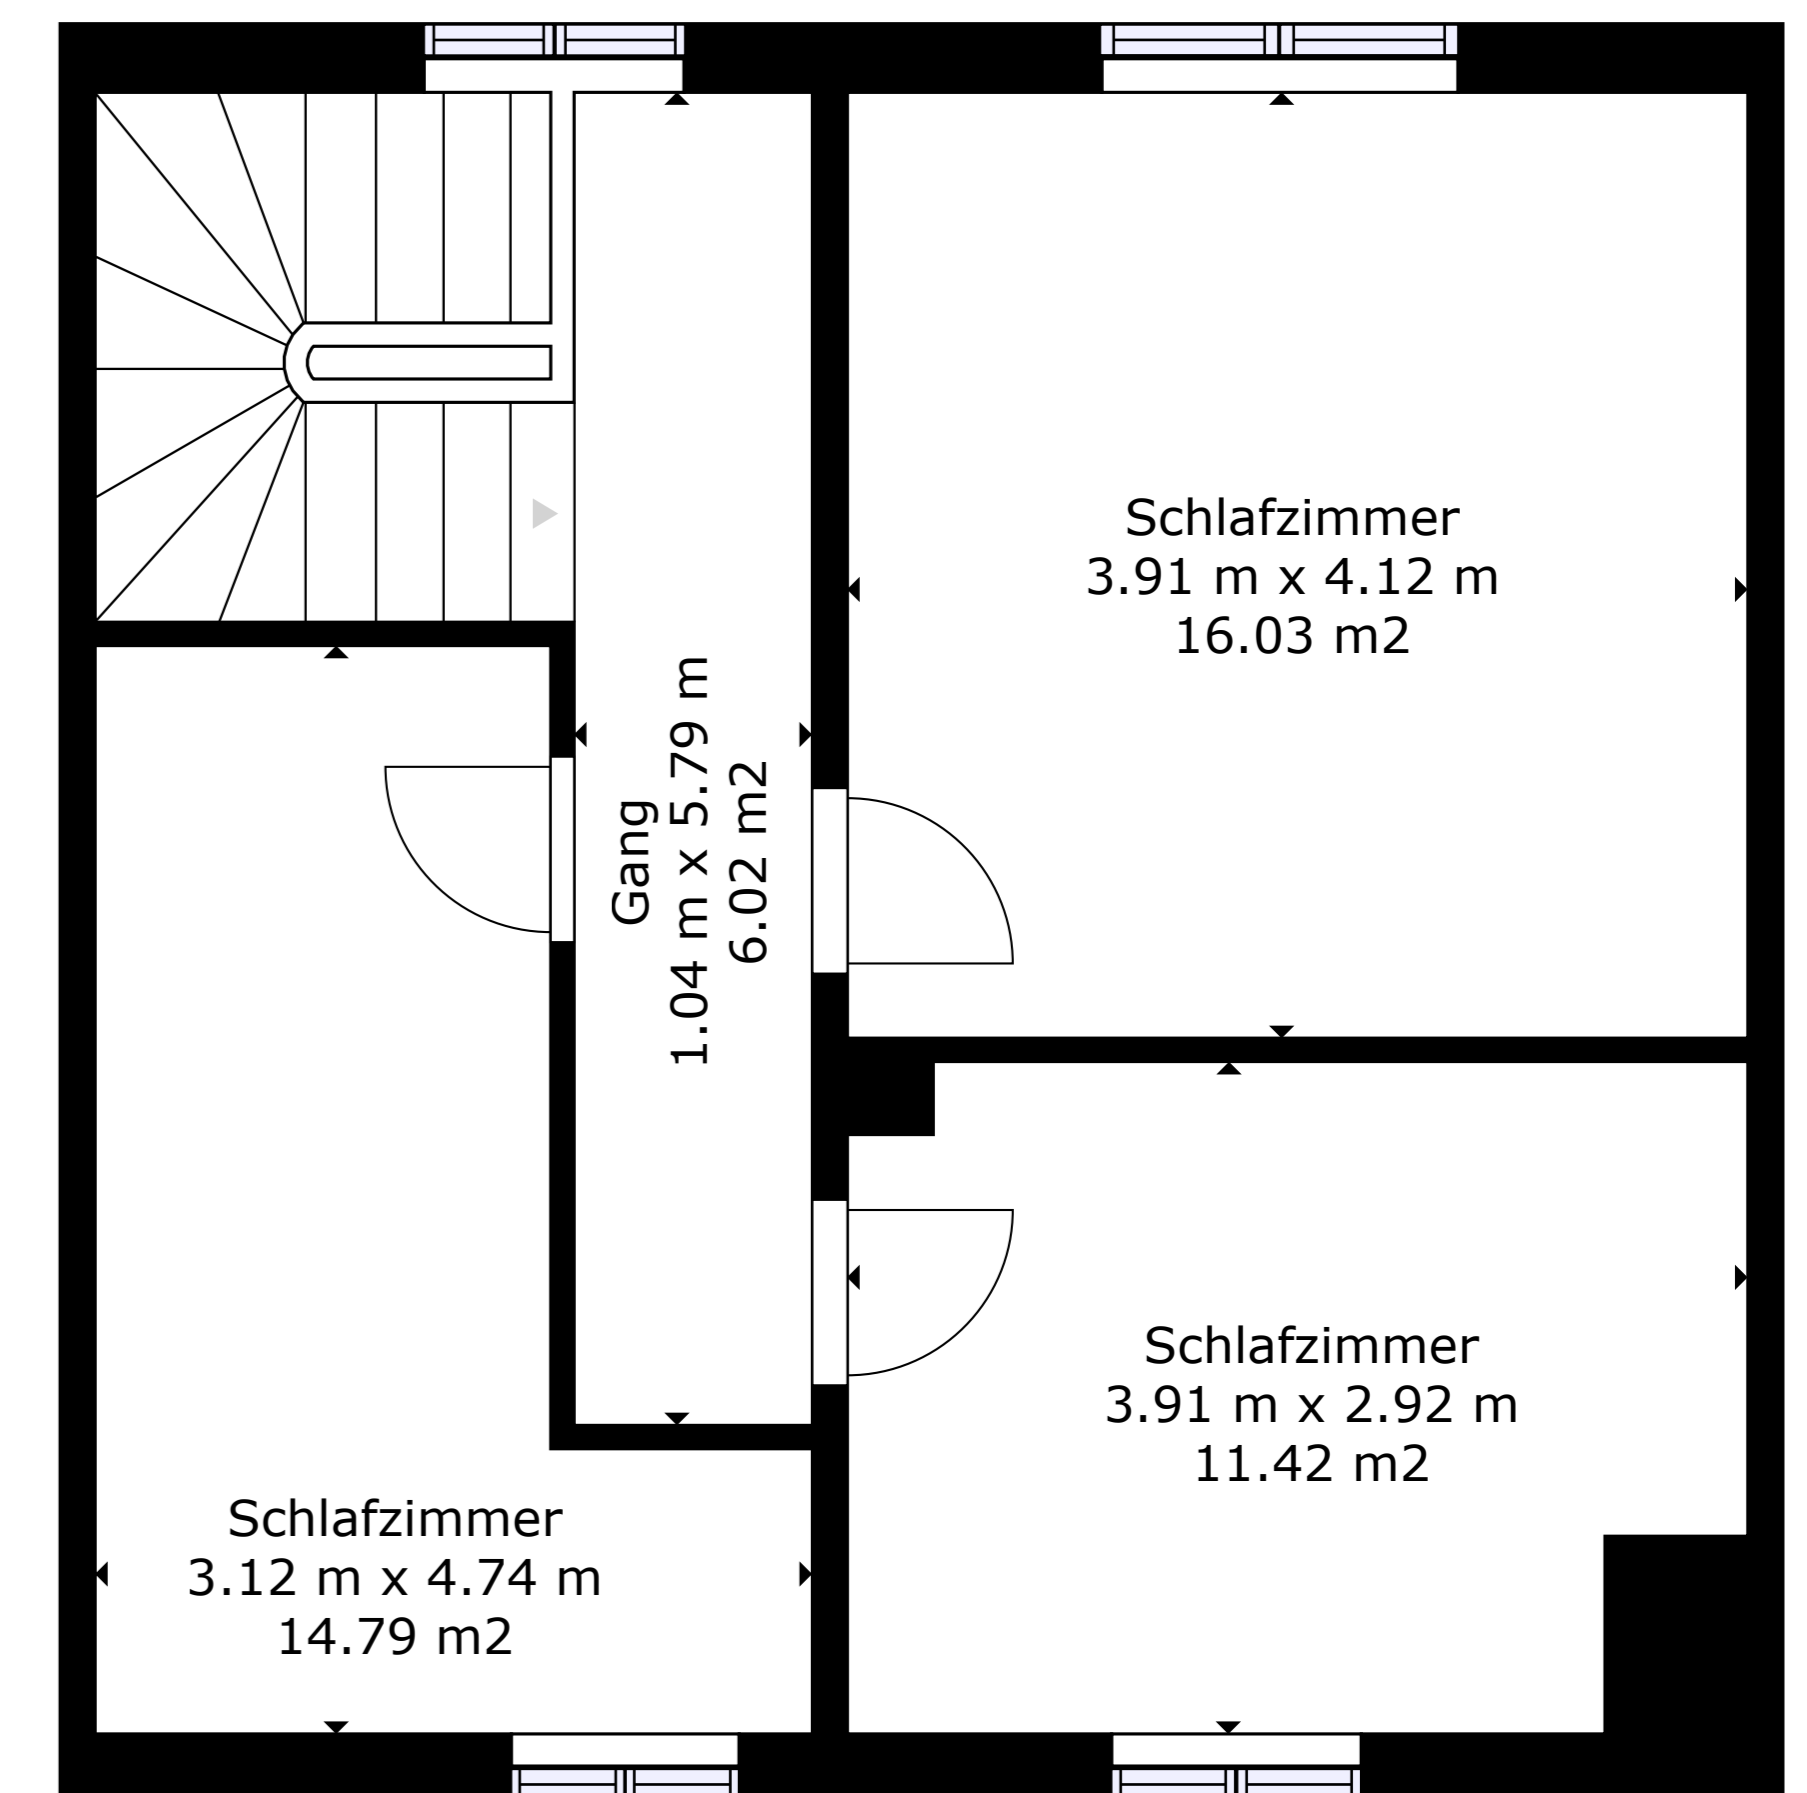 Schlafzimmer
3.91 m x 4.12 m
16.03 m2
Gang
1.04 m x 5.79 m
6.02 m2
Schlafzimmer
3.91 m x 2.92 m
11.42 m2
Schlafzimmer
3.12 m x 4.74 m
14.79 m2